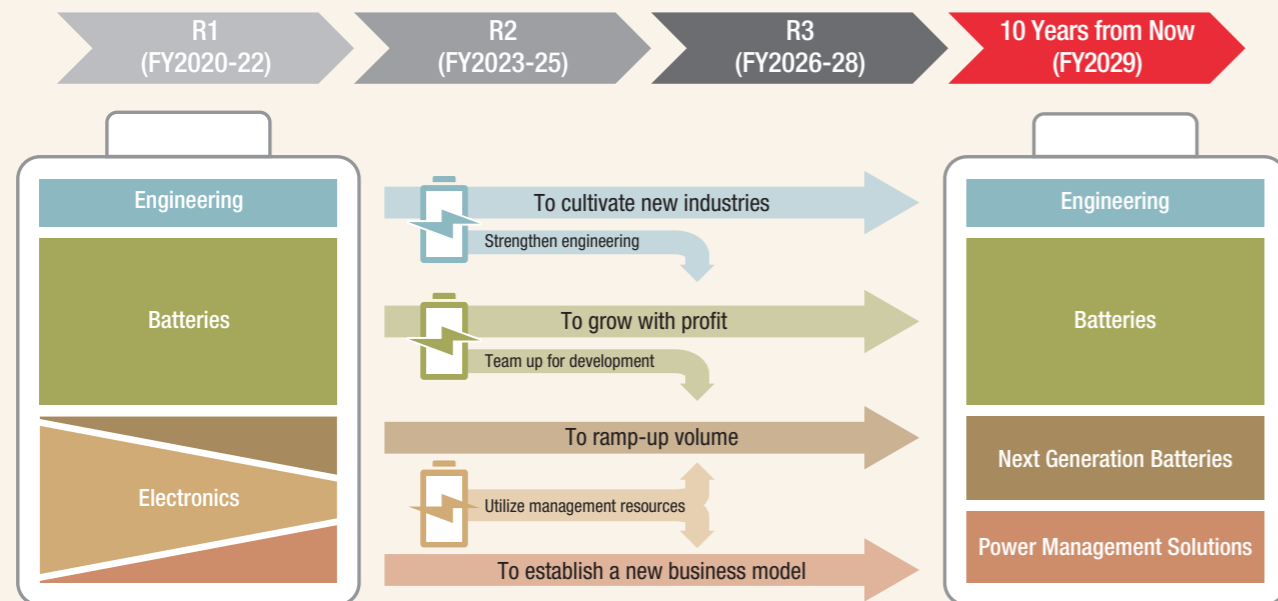 R1
(FY2020-22)
R2
(FY2023-25)
R3
(FY2026-28)
10 Years from Now
(FY2029)
Engineering
Batteries
Electronics
To cultivate new industries
Strengthen engineering
To grow with profit
Team up for development
To ramp-up volume
Utilize management resources
To establish a new business model
Engineering
Batteries
Next Generation Batteries
Power Management Solutions